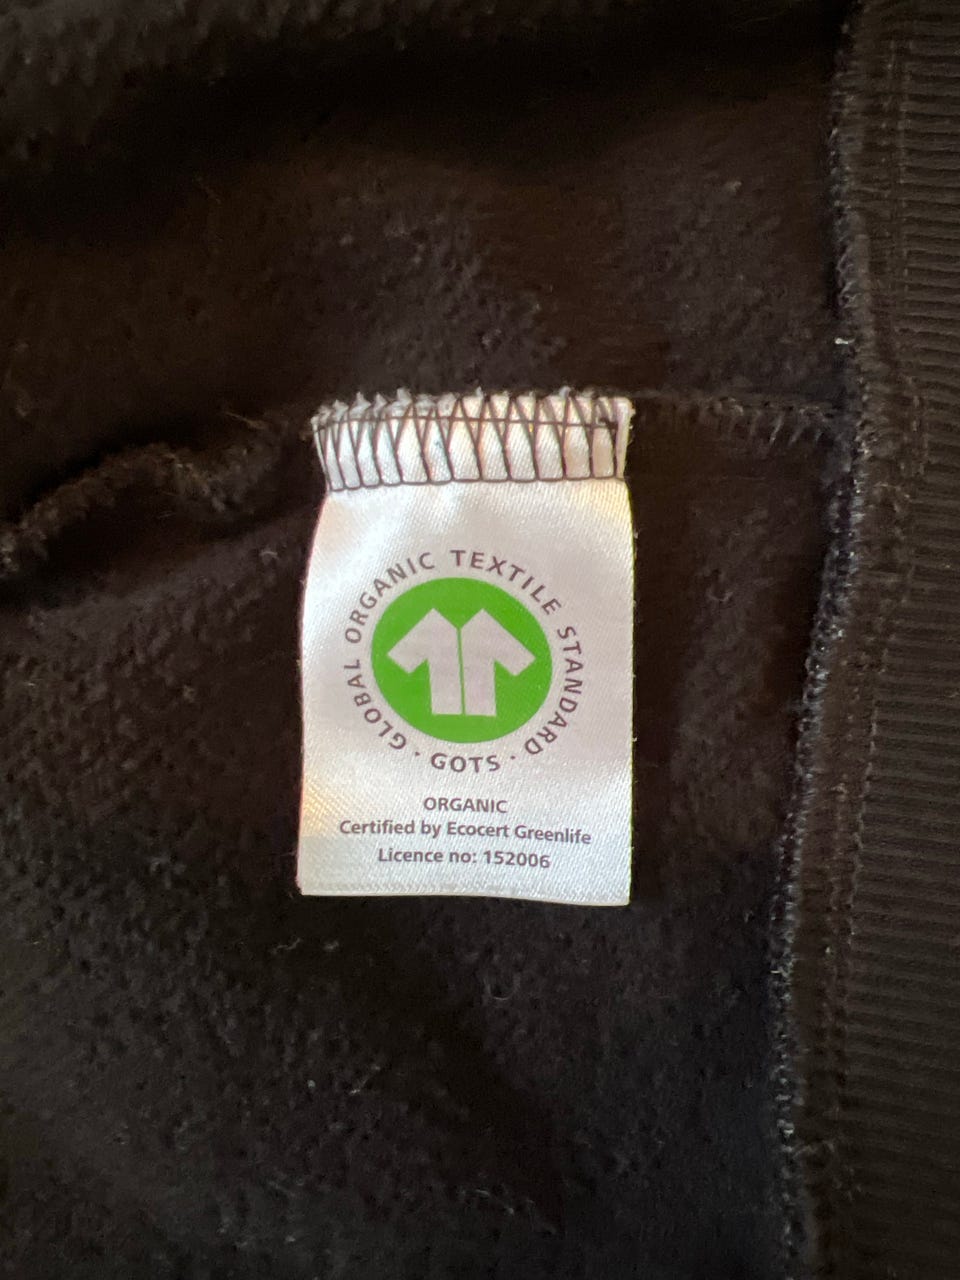 GLOBAL ORGANIC TEXTILE STANDARD · GOTS ·
ORGANIC
Certified by Ecocert Greenlife
Licence no: 152006